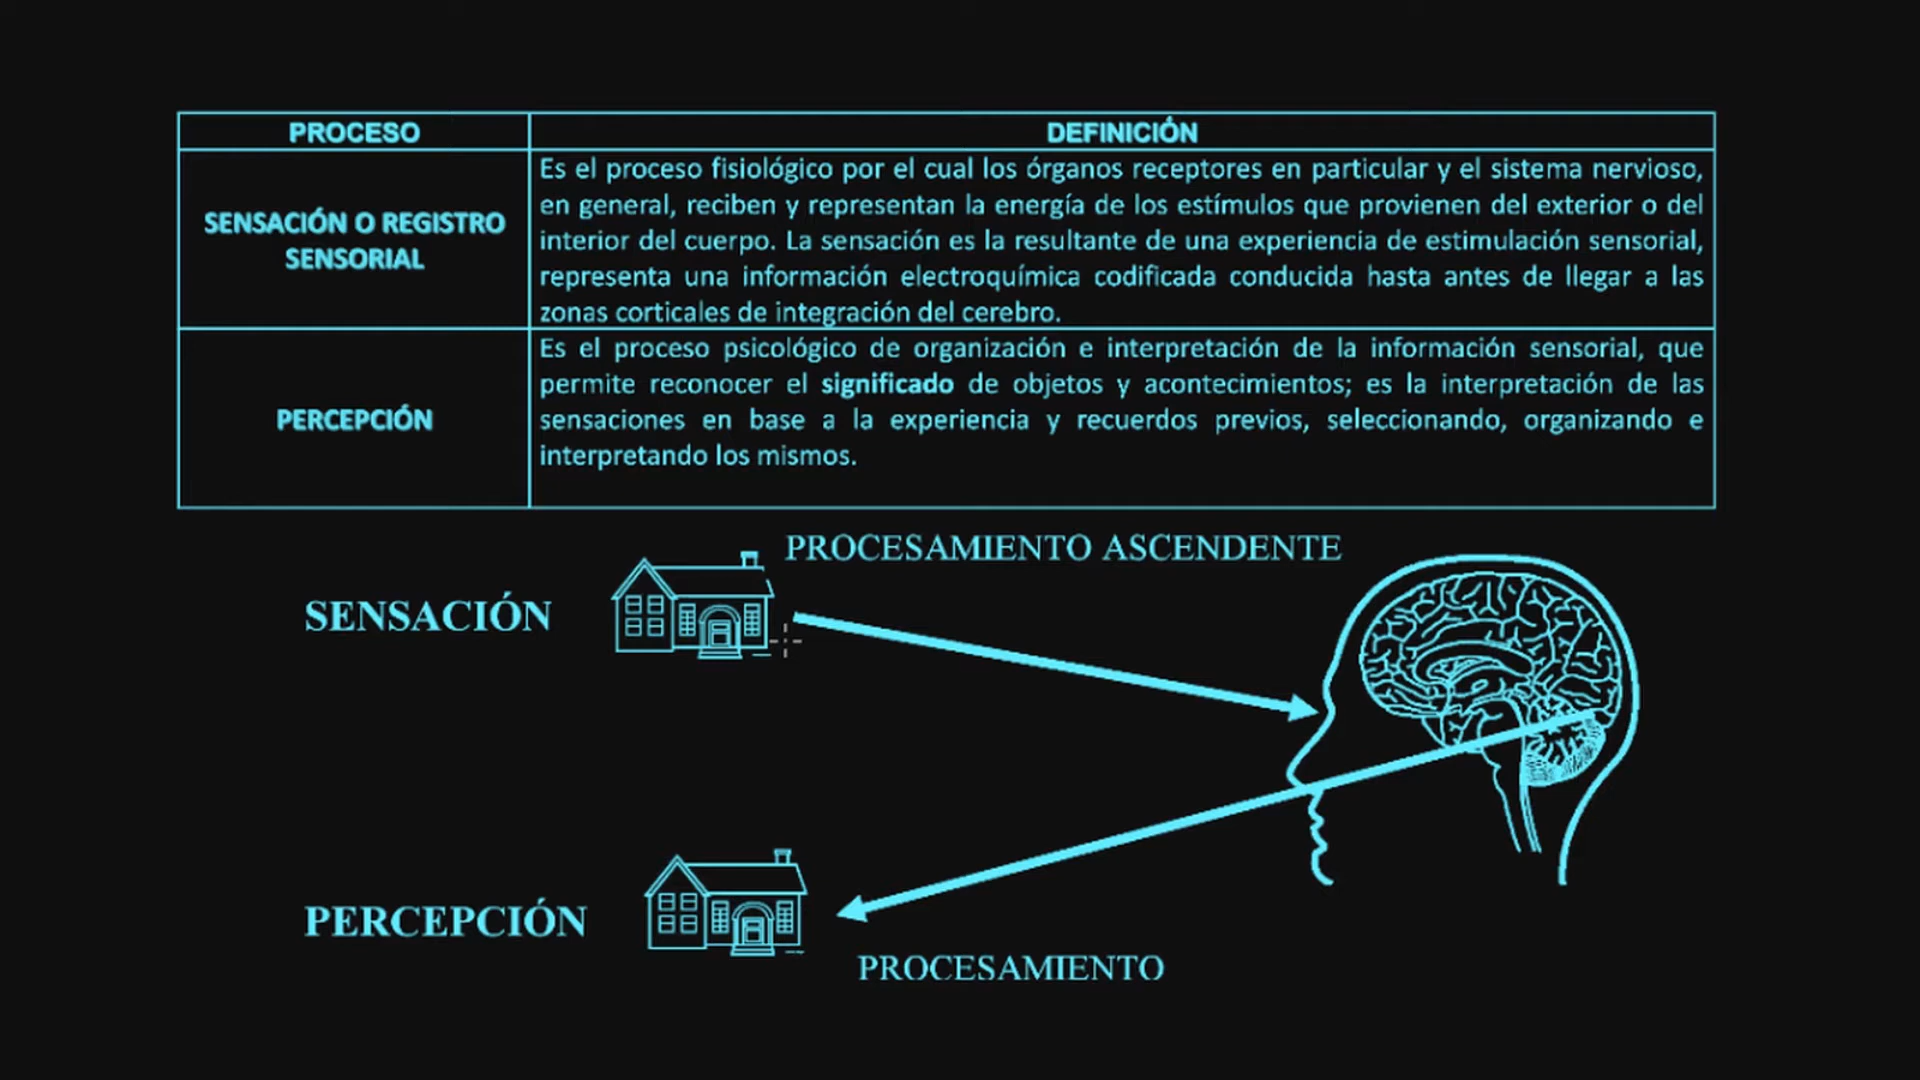 PROCESO
DEFINICIÓN
SENSACIÓN O REGISTRO
SENSORIAL
Es el proceso fisiológico por el cual los órganos receptores en particular y el sistema nervioso,
en general, reciben y representan la energía de los estímulos que provienen del exterior o del
interior del cuerpo. La sensación es la resultante de una experiencia de estimulación sensorial,
representa una información electroquímica codificada conducida hasta antes de llegar a las
zonas corticales de integración del cerebro.
PERCEPCIÓN
Es el proceso psicológico de organización e interpretación de la información sensorial, que
permite reconocer el significado de objetos y acontecimientos; es la interpretación de las
sensaciones en base a la experiencia y recuerdos previos, seleccionando, organizando e
interpretando los mismos.
PROCESAMIENTO ASCENDENTE
SENSACIÓN
PERCEPCIÓN
PROCESAMIENTO